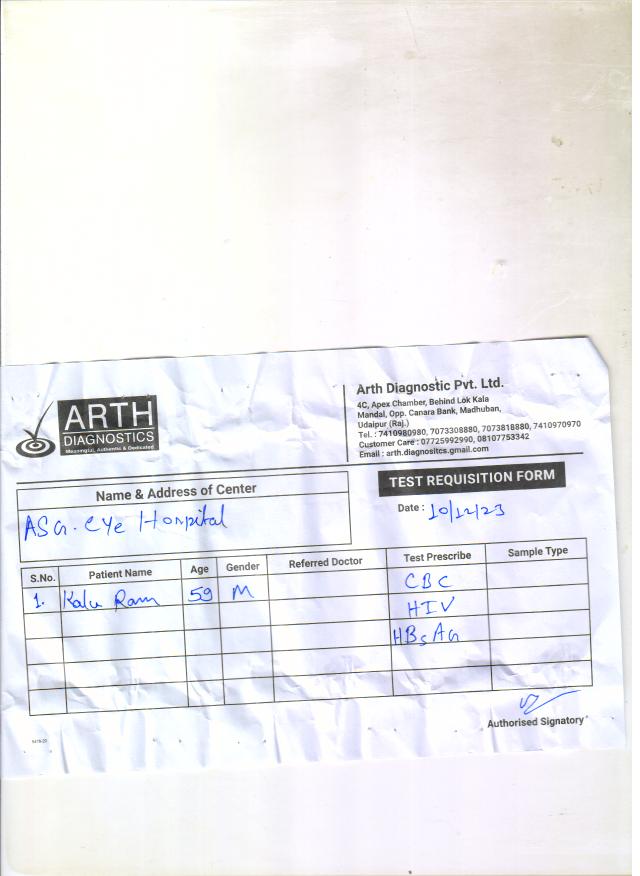 ARTH
DIAGNOSTICS
Meaningful, Authentic & Dedicated
Arth Diagnostic Pvt. Ltd.
4C, Apex Chamber, Behind Lok Kala
Mandal, Opp. Canara Bank, Madhuban,
Udaipur (Raj.)
Tel. : 7410980980, 7073308880, 7073818880, 7410970970
Customer Care : 07725992990, 08107753342
Email : arth.diagnositcs.gmail.com
TEST REQUISITION FORM
Name & Address of Center
Date : 10/12/23
ASG. Eye Hospital
S.No. Patient Name Age Gender Referred Doctor Test Prescribe Sample Type
1. Kalu Ram 59 M CBC
HIV
HBsAG
Authorised Signatory